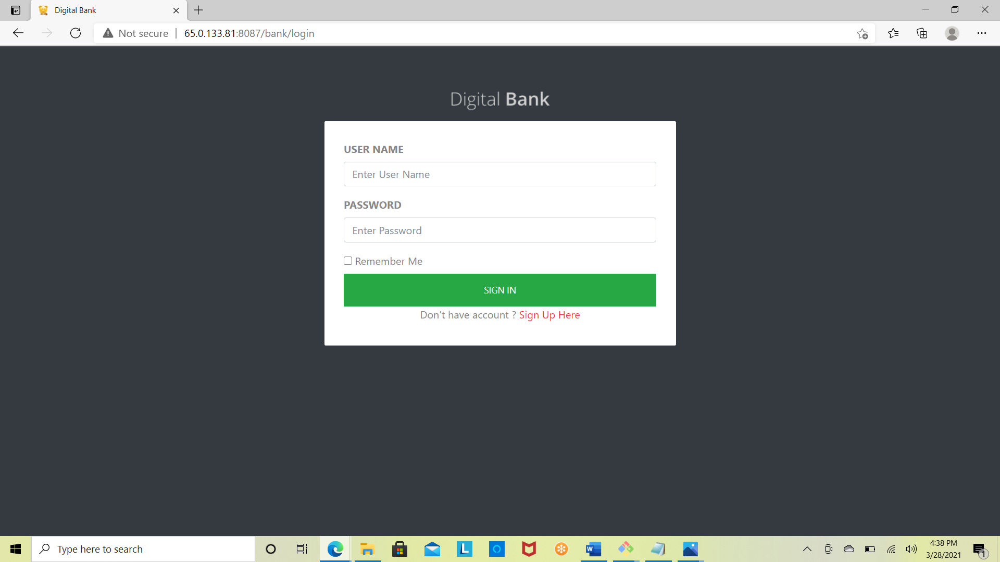 Digital Bank
Not secure | 65.0.133.81:8087/bank/login
Digital Bank
USER NAME
Enter User Name
PASSWORD
Enter Password
Remember Me
SIGN IN
Don't have account ? Sign Up Here
Type here to search
L
W
4:38 PM
3/28/2021
1